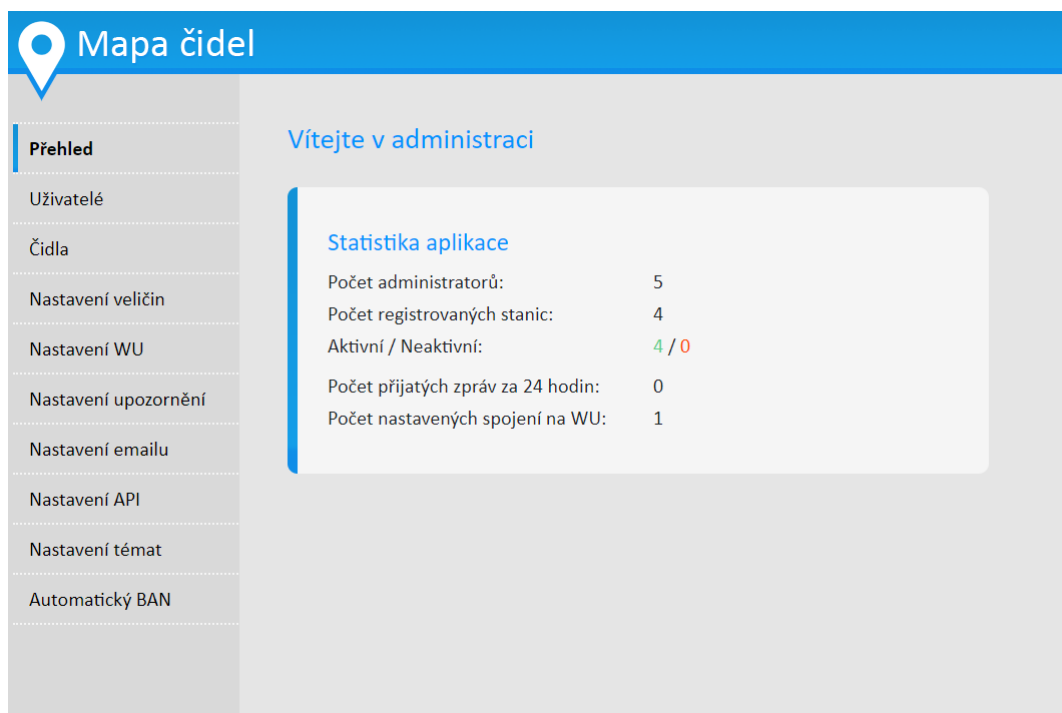 Mapa čidel
Přehled
Uživatelé
Čidla
Nastavení veličin
Nastavení WU
Nastavení upozornění
Nastavení emailu
Nastavení API
Nastavení témat
Automatický BAN
Vítejte v administraci
Statistika aplikace
Počet administratorů: 5
Počet registrovaných stanic: 4
Aktivní / Neaktivní: 4 / 0
Počet přijatých zpráv za 24 hodin: 0
Počet nastavených spojení na WU: 1